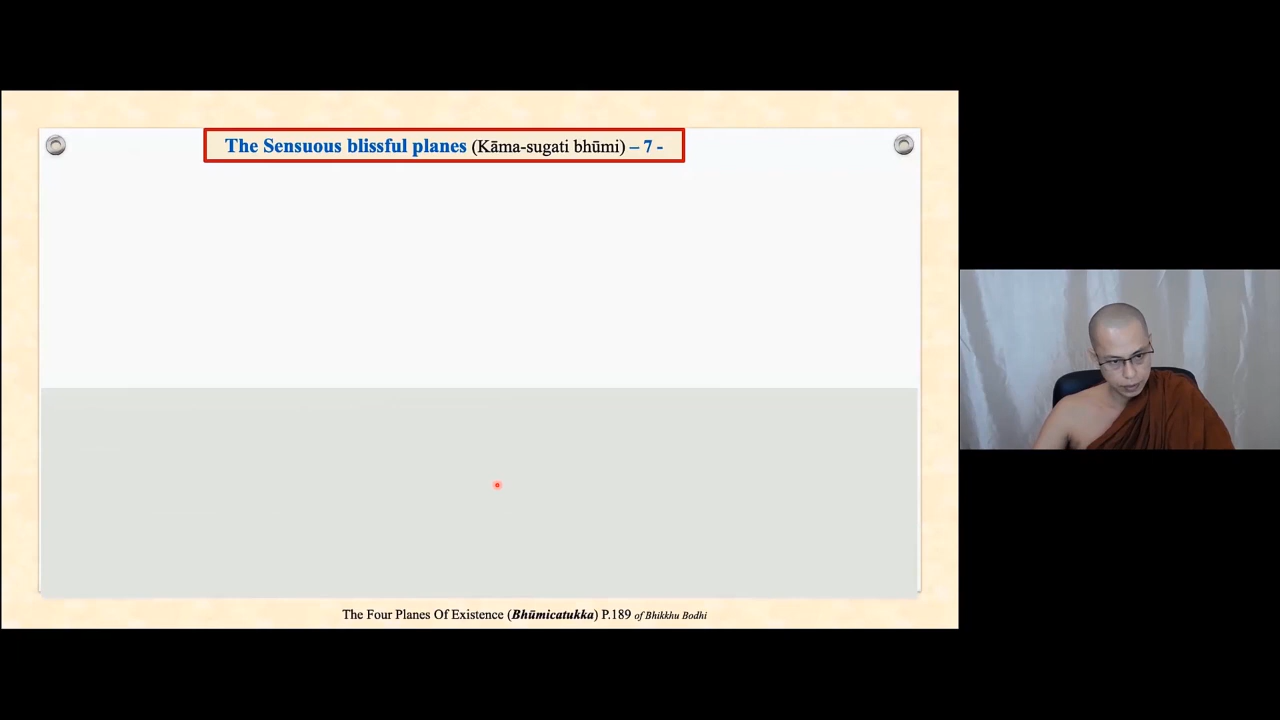 The Sensuous blissful planes (Kāma-sugati bhūmi) – 7 -
The Four Planes Of Existence (Bhūmicatukka) P.189 of Bhikkhu Bodhi